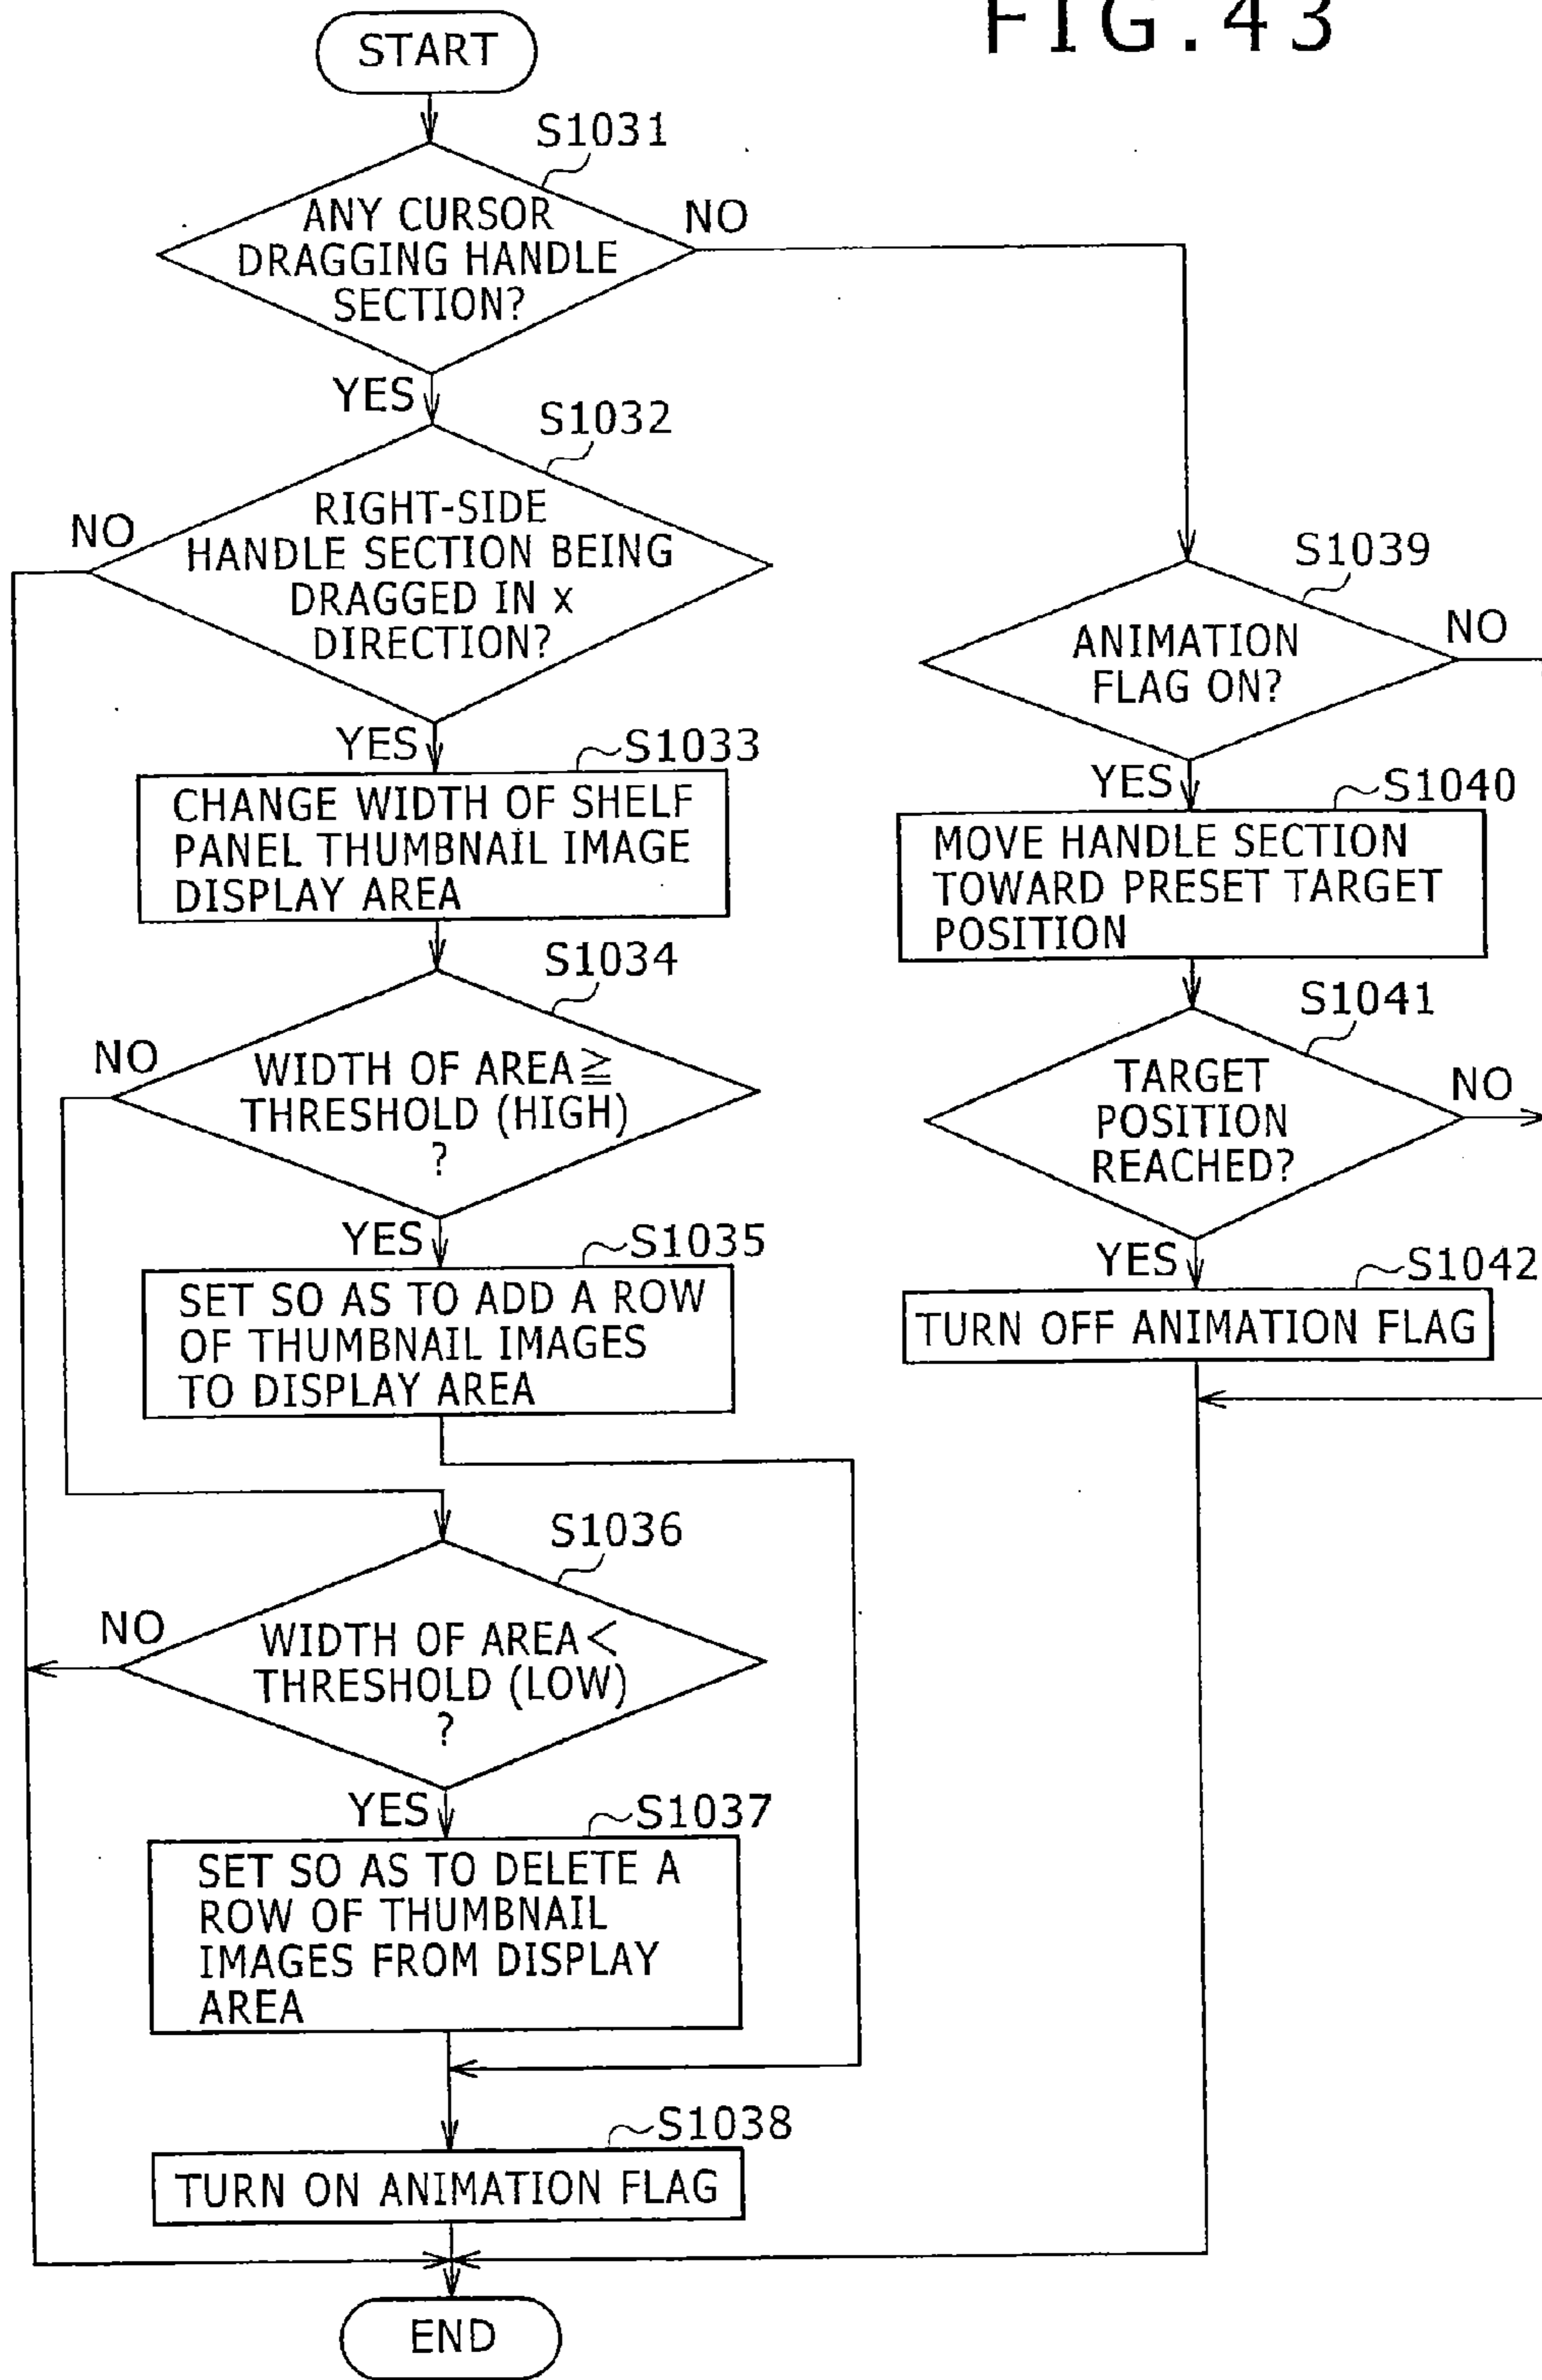 FIG.43
START
S1031
ANY CURSOR
DRAGGING HANDLE
SECTION?
NO
YES
S1032
RIGHT-SIDE
HANDLE SECTION BEING
DRAGGED IN x
DIRECTION?
NO
YES
S1033
CHANGE WIDTH OF SHELF
PANEL THUMBNAIL IMAGE
DISPLAY AREA
S1034
WIDTH OF AREA≧
THRESHOLD (HIGH)
?
NO
YES
S1035
SET SO AS TO ADD A ROW
OF THUMBNAIL IMAGES
TO DISPLAY AREA
S1036
WIDTH OF AREA<
THRESHOLD (LOW)
?
NO
YES
S1037
SET SO AS TO DELETE A
ROW OF THUMBNAIL
IMAGES FROM DISPLAY
AREA
S1038
TURN ON ANIMATION FLAG
END
S1039
ANIMATION
FLAG ON?
NO
YES
S1040
MOVE HANDLE SECTION
TOWARD PRESET TARGET
POSITION
S1041
TARGET
POSITION
REACHED?
NO
YES
S1042
TURN OFF ANIMATION FLAG